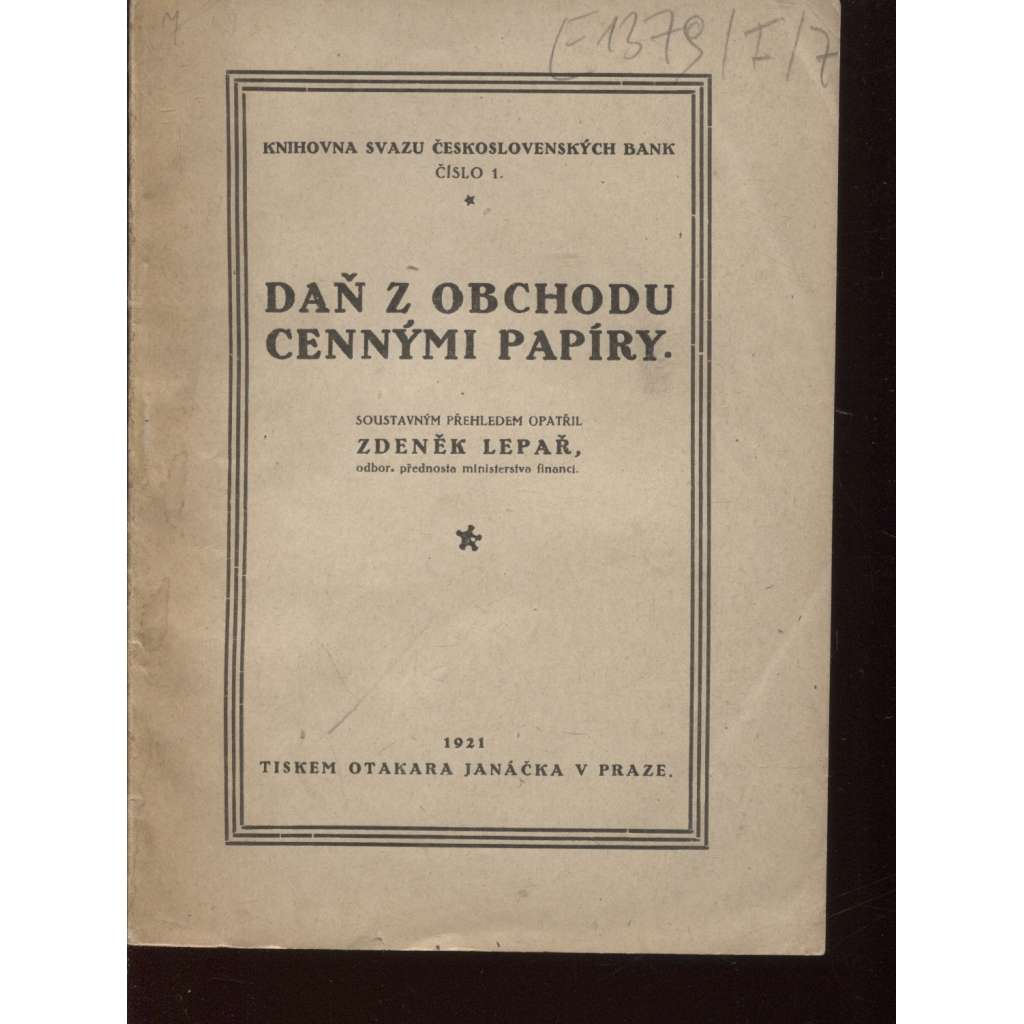 E1379/I/7
KNIHOVNA SVAZU ČESKOSLOVENSKÝCH BANK
ČÍSLO 1.
DAŇ Z OBCHODU
CENNÝMI PAPÍRY.
SOUSTAVNÝM PŘEHLEDEM OPATŘIL
ZDENĚK LEPAŘ,
odbor. přednosta ministerstva financí.
1921
TISKEM OTAKARA JANÁČKA V PRAZE.